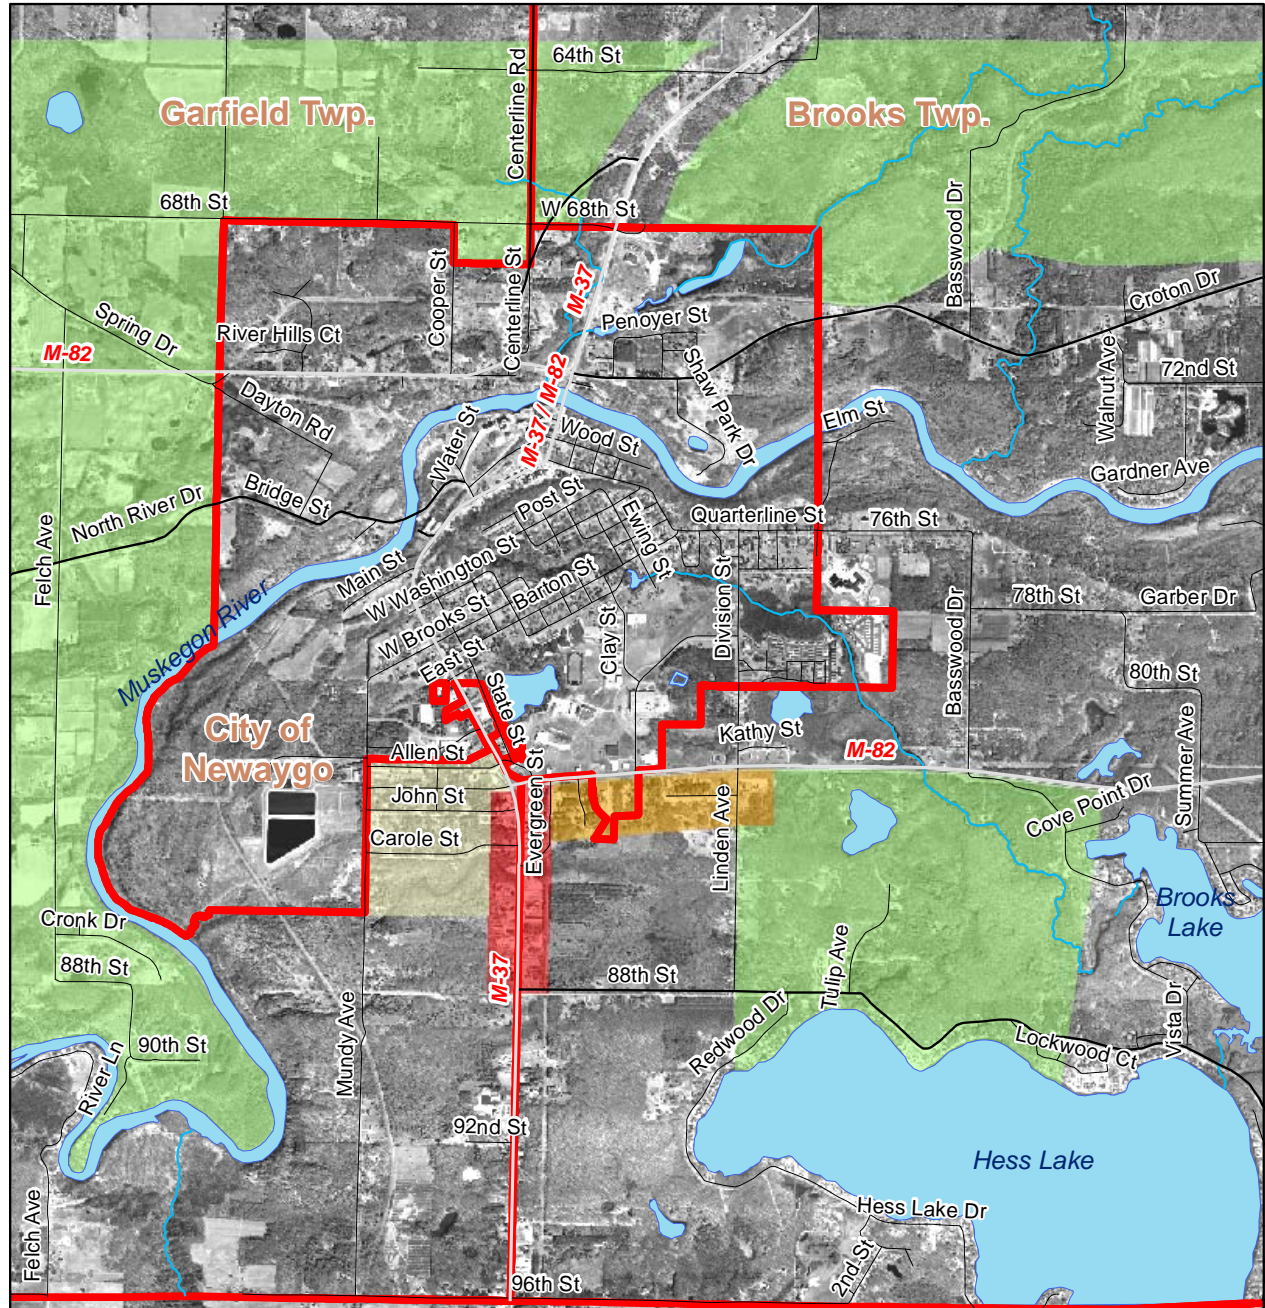 64th St
Centerline Rd
Garfield Twp.
Brooks Twp.
68th St
W 68th St
Basswood Dr
Cooper St
Centerline St
M-37
Croton Dr
Spring Dr
River Hills Ct
Penoyer St
M-82
Shaw Park Dr
Walnut Ave
72nd St
Dayton Rd
M-37 / M-82
Elm St
Water St
Wood St
Gardner Ave
North River Dr
Bridge St
Post St
Ewing St
Quarterline St
76th St
Felch Ave
Main St
W Washington St
Barton St
Division St
Basswood Dr
78th St
Garber Dr
Muskegon River
W Brooks St
Clay St
East St
80th St
State St
City of
Newaygo
Kathy St
Summer Ave
Allen St
M-82
John St
Evergreen St
Linden Ave
Cove Point Dr
Carole St
Brooks
Lake
Cronk Dr
88th St
88th St
M-37
Tulip Ave
90th St
River Ln
Mundy Ave
Redwood Dr
Lockwood Ct
Vista Dr
92nd St
Hess Lake
Hess Lake Dr
Felch Ave
2nd St
96th St